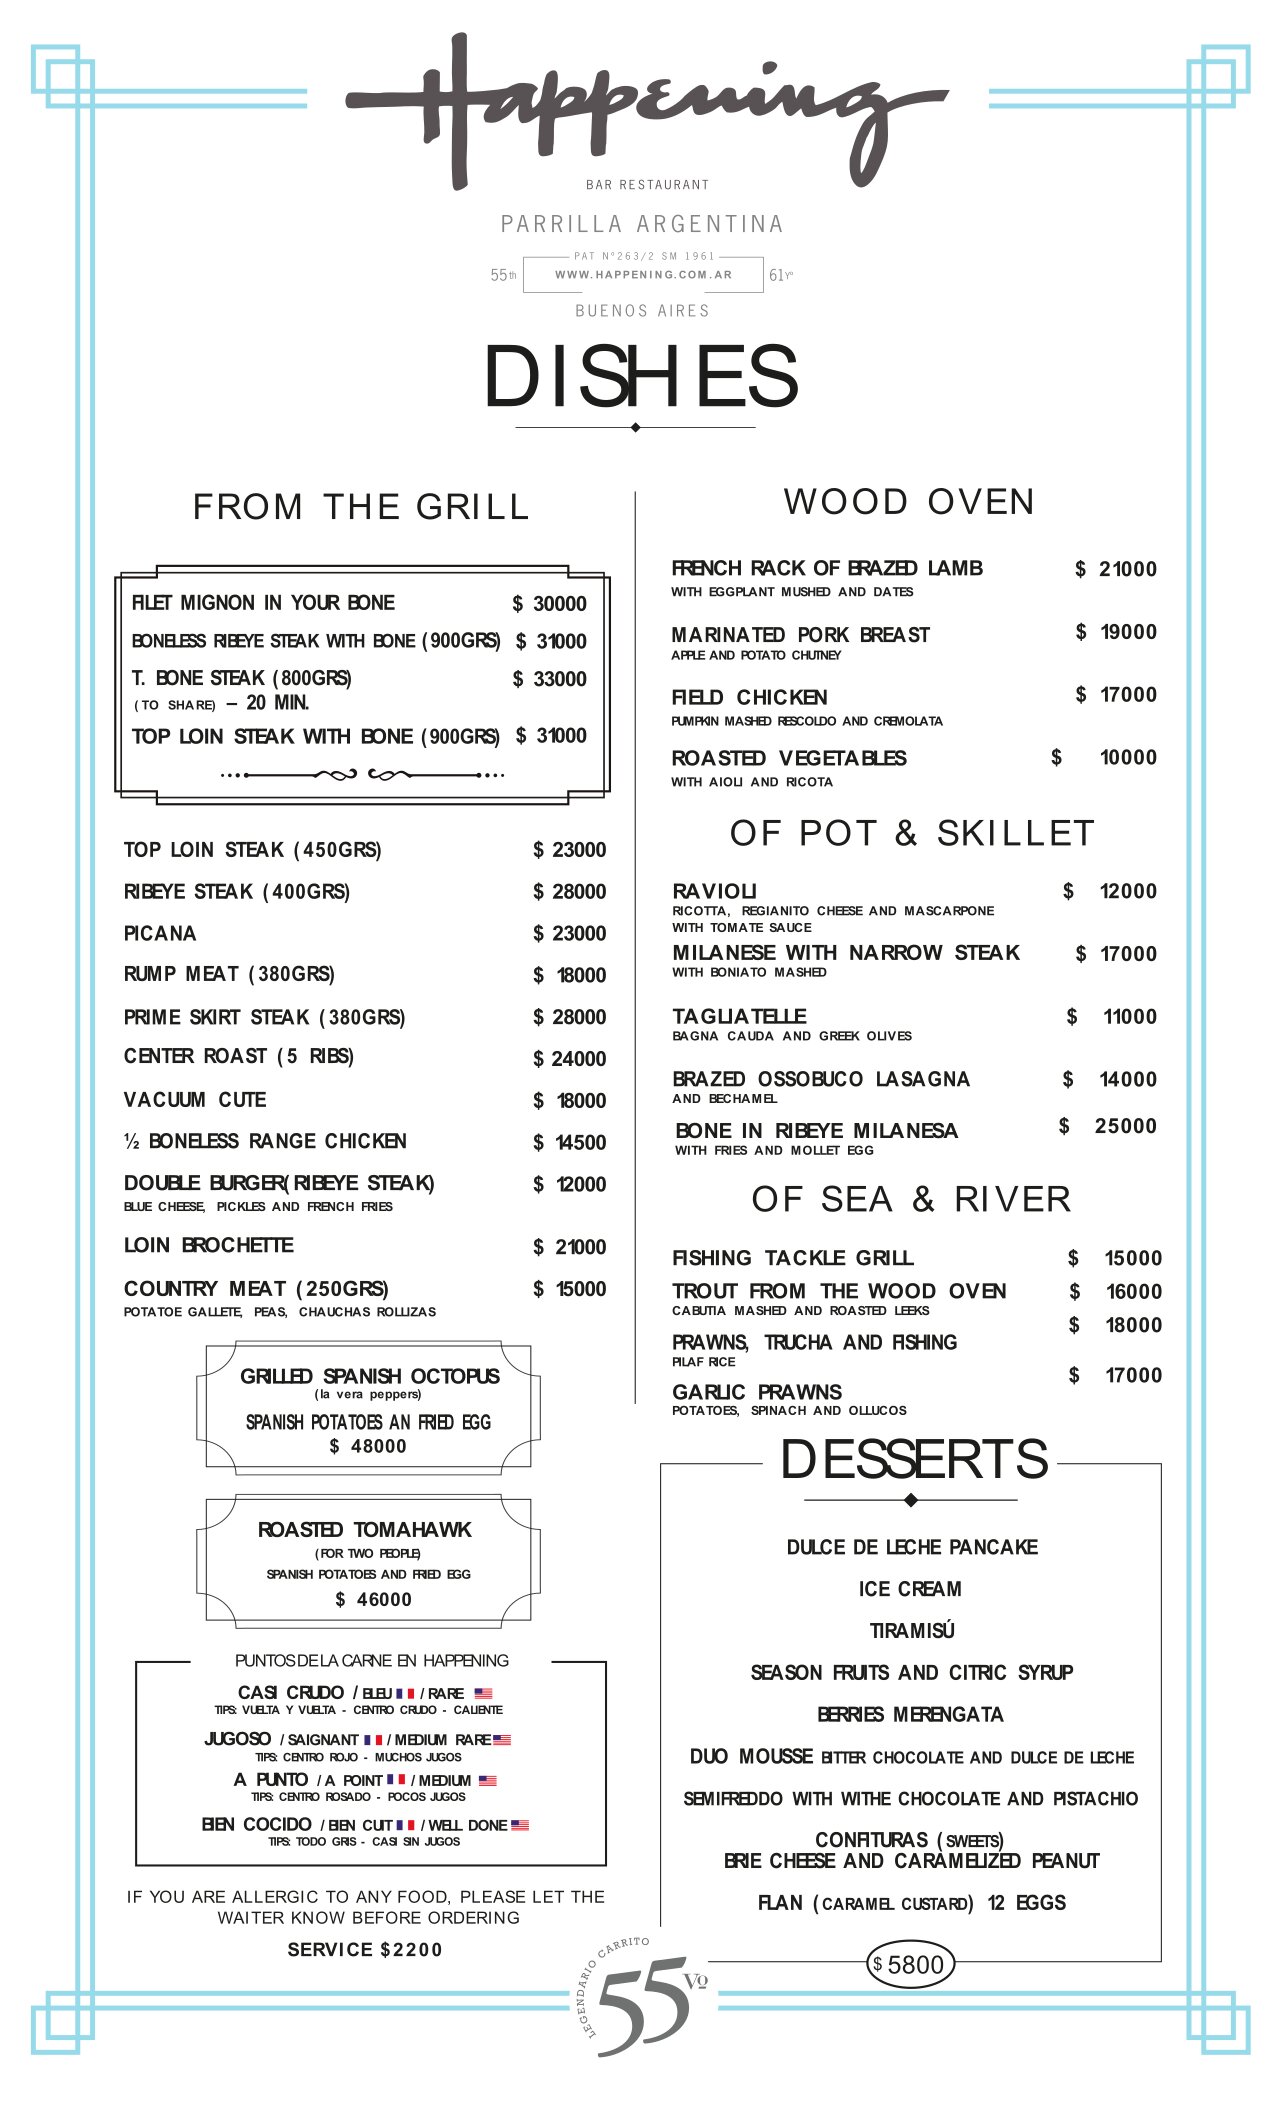 Happening
BAR RESTAURANT
PARRILLA ARGENTINA
PAT Nº263/2 SM 1961
55th WWW.HAPPENING.COM.AR 61Yº
BUENOS AIRES
DISHES
FROM THE GRILL
FILET MIGNON IN YOUR BONE $ 30000
BONELESS RIBEYE STEAK WITH BONE (900GRS) $ 31000
T. BONE STEAK (800GRS) $ 33000
(TO SHARE) – 20 MIN.
TOP LOIN STEAK WITH BONE (900GRS) $ 31000
TOP LOIN STEAK (450GRS) $ 23000
RIBEYE STEAK (400GRS) $ 28000
PICANA $ 23000
RUMP MEAT (380GRS) $ 18000
PRIME SKIRT STEAK (380GRS) $ 28000
CENTER ROAST (5 RIBS) $ 24000
VACUUM CUTE $ 18000
½ BONELESS RANGE CHICKEN $ 14500
DOUBLE BURGER(RIBEYE STEAK) $ 12000
BLUE CHEESE, PICKLES AND FRENCH FRIES
LOIN BROCHETTE $ 21000
COUNTRY MEAT (250GRS) $ 15000
POTATOE GALLETE, PEAS, CHAUCHAS ROLLIZAS
GRILLED SPANISH OCTOPUS
(la vera peppers)
SPANISH POTATOES AN FRIED EGG
$ 48000
ROASTED TOMAHAWK
(FOR TWO PEOPLE)
SPANISH POTATOES AND FRIED EGG
$ 46000
PUNTOS DE LA CARNE EN HAPPENING
CASI CRUDO / BLEU / RARE
TIPS: VUELTA Y VUELTA - CENTRO CRUDO - CALIENTE
JUGOSO / SAIGNANT / MEDIUM RARE
TIPS: CENTRO ROJO - MUCHOS JUGOS
A PUNTO / A POINT / MEDIUM
TIPS: CENTRO ROSADO - POCOS JUGOS
BIEN COCIDO / BIEN CUIT / WELL DONE
TIPS: TODO GRIS - CASI SIN JUGOS
IF YOU ARE ALLERGIC TO ANY FOOD, PLEASE LET THE
WAITER KNOW BEFORE ORDERING
SERVICE $2200
WOOD OVEN
FRENCH RACK OF BRAZED LAMB $ 21000
WITH EGGPLANT MUSHED AND DATES
MARINATED PORK BREAST $ 19000
APPLE AND POTATO CHUTNEY
FIELD CHICKEN $ 17000
PUMPKIN MASHED RESCOLDO AND CREMOLATA
ROASTED VEGETABLES $ 10000
WITH AIOLI AND RICOTA
OF POT & SKILLET
RAVIOLI $ 12000
RICOTTA, REGIANITO CHEESE AND MASCARPONE
WITH TOMATE SAUCE
MILANESE WITH NARROW STEAK $ 17000
WITH BONIATO MASHED
TAGLIATELLE $ 11000
BAGNA CAUDA AND GREEK OLIVES
BRAZED OSSOBUCO LASAGNA $ 14000
AND BECHAMEL
BONE IN RIBEYE MILANESA $ 25000
WITH FRIES AND MOLLET EGG
OF SEA & RIVER
FISHING TACKLE GRILL $ 15000
TROUT FROM THE WOOD OVEN $ 16000
CABUTIA MASHED AND ROASTED LEEKS
PRAWNS, TRUCHA AND FISHING $ 18000
PILAF RICE
GARLIC PRAWNS $ 17000
POTATOES, SPINACH AND OLLUCOS
DESSERTS
DULCE DE LECHE PANCAKE
ICE CREAM
TIRAMISÚ
SEASON FRUITS AND CITRIC SYRUP
BERRIES MERENGATA
DUO MOUSSE BITTER CHOCOLATE AND DULCE DE LECHE
SEMIFREDDO WITH WITHE CHOCOLATE AND PISTACHIO
CONFITURAS (SWEETS)
BRIE CHEESE AND CARAMELIZED PEANUT
FLAN (CARAMEL CUSTARD) 12 EGGS
$ 5800
LEGENDARIO CARRITO
55 Vº